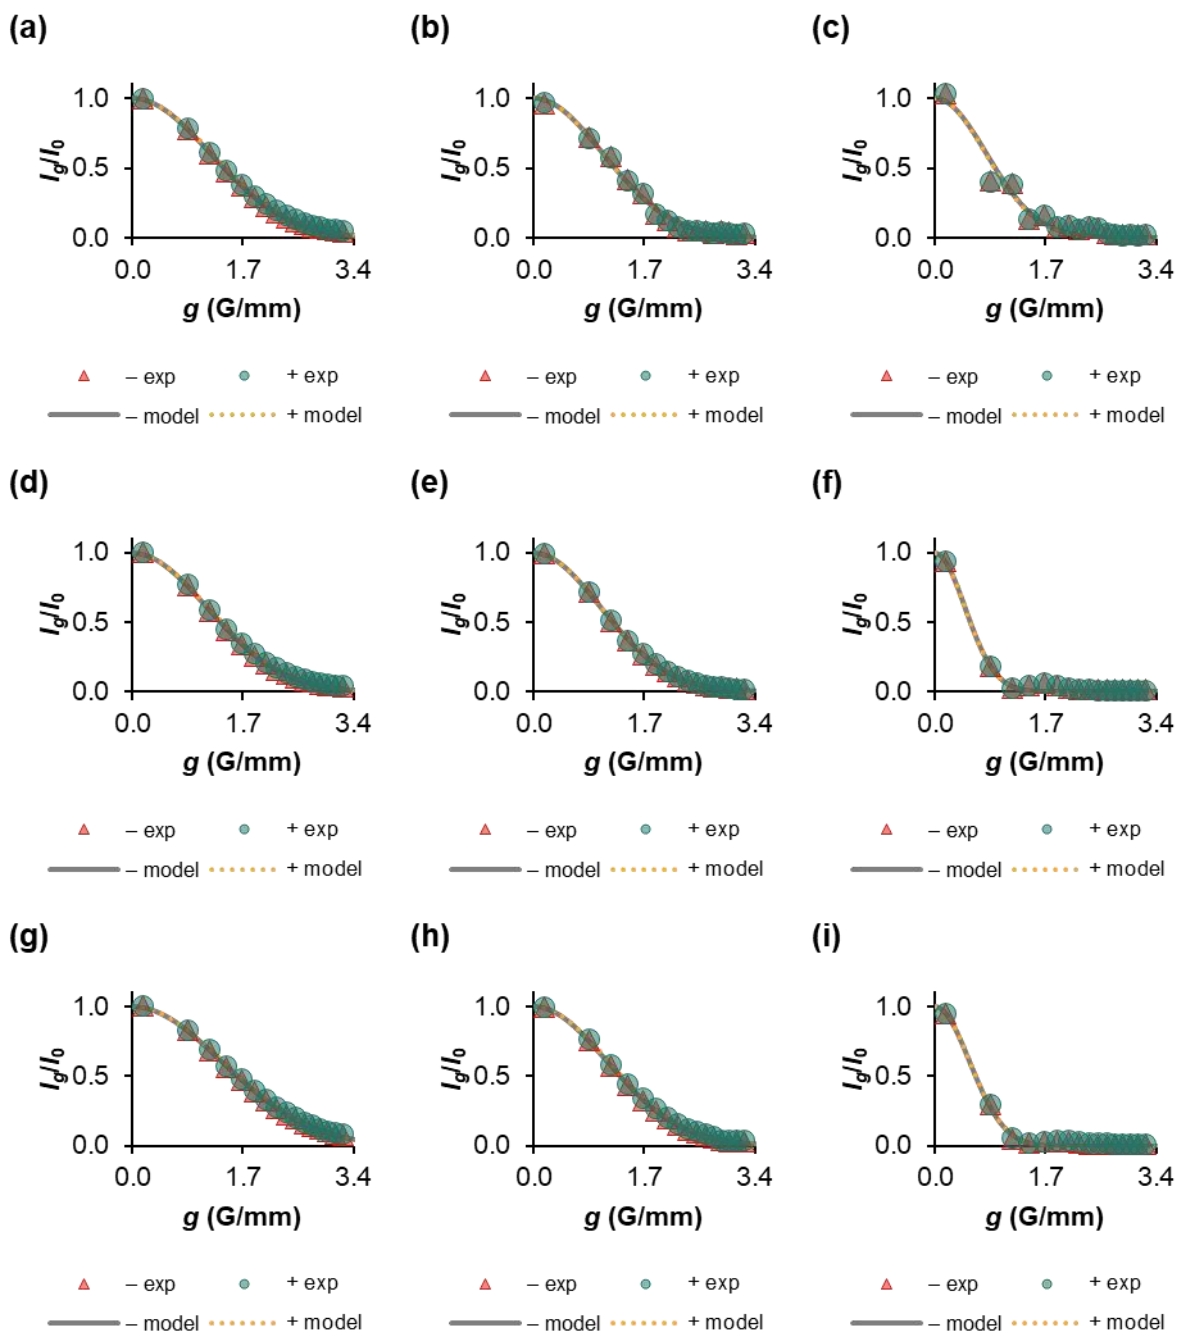 (a) (b) (c)
1.0 1.0 1.0
Ig/I0 0.5 Ig/I0 0.5 Ig/I0 0.5
0.0 0.0 0.0
0.0 1.7 3.4 0.0 1.7 3.4 0.0 1.7 3.4
g (G/mm) g (G/mm) g (G/mm)
– exp + exp – exp + exp – exp + exp
– model + model – model + model – model + model
(d) (e) (f)
1.0 1.0 1.0
Ig/I0 0.5 Ig/I0 0.5 Ig/I0 0.5
0.0 0.0 0.0
0.0 1.7 3.4 0.0 1.7 3.4 0.0 1.7 3.4
g (G/mm) g (G/mm) g (G/mm)
– exp + exp – exp + exp – exp + exp
– model + model – model + model – model + model
(g) (h) (i)
1.0 1.0 1.0
Ig/I0 0.5 Ig/I0 0.5 Ig/I0 0.5
0.0 0.0 0.0
0.0 1.7 3.4 0.0 1.7 3.4 0.0 1.7 3.4
g (G/mm) g (G/mm) g (G/mm)
– exp + exp – exp + exp – exp + exp
– model + model – model + model – model + model